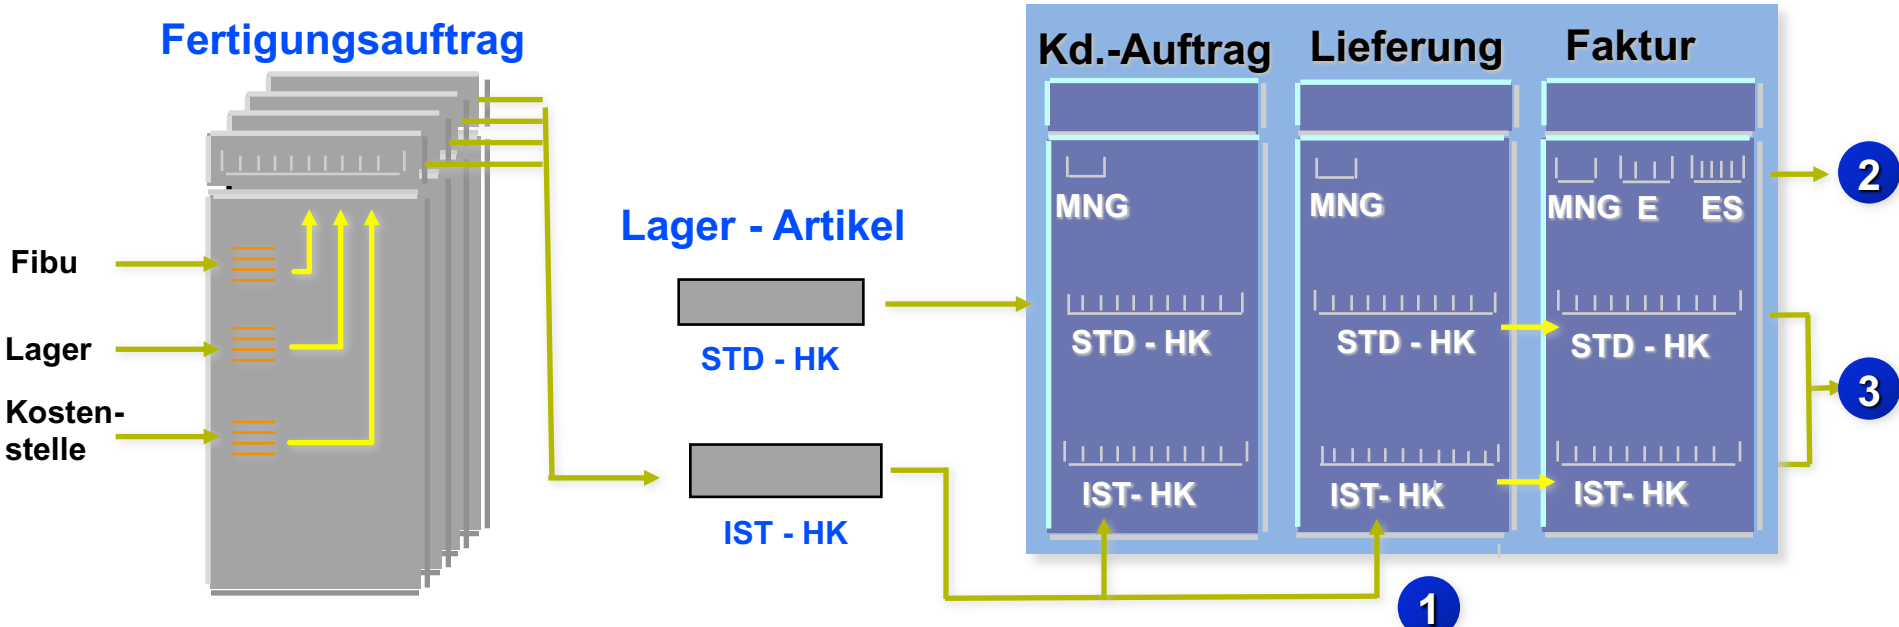 Fertigungsauftrag
Fibu
Lager
Kosten-
stelle
Lager - Artikel
STD - HK
IST - HK
Kd.-Auftrag
MNG
STD - HK
IST- HK
Lieferung
MNG
STD - HK
IST- HK
Faktur
MNG E ES
STD - HK
IST- HK
1
2
3